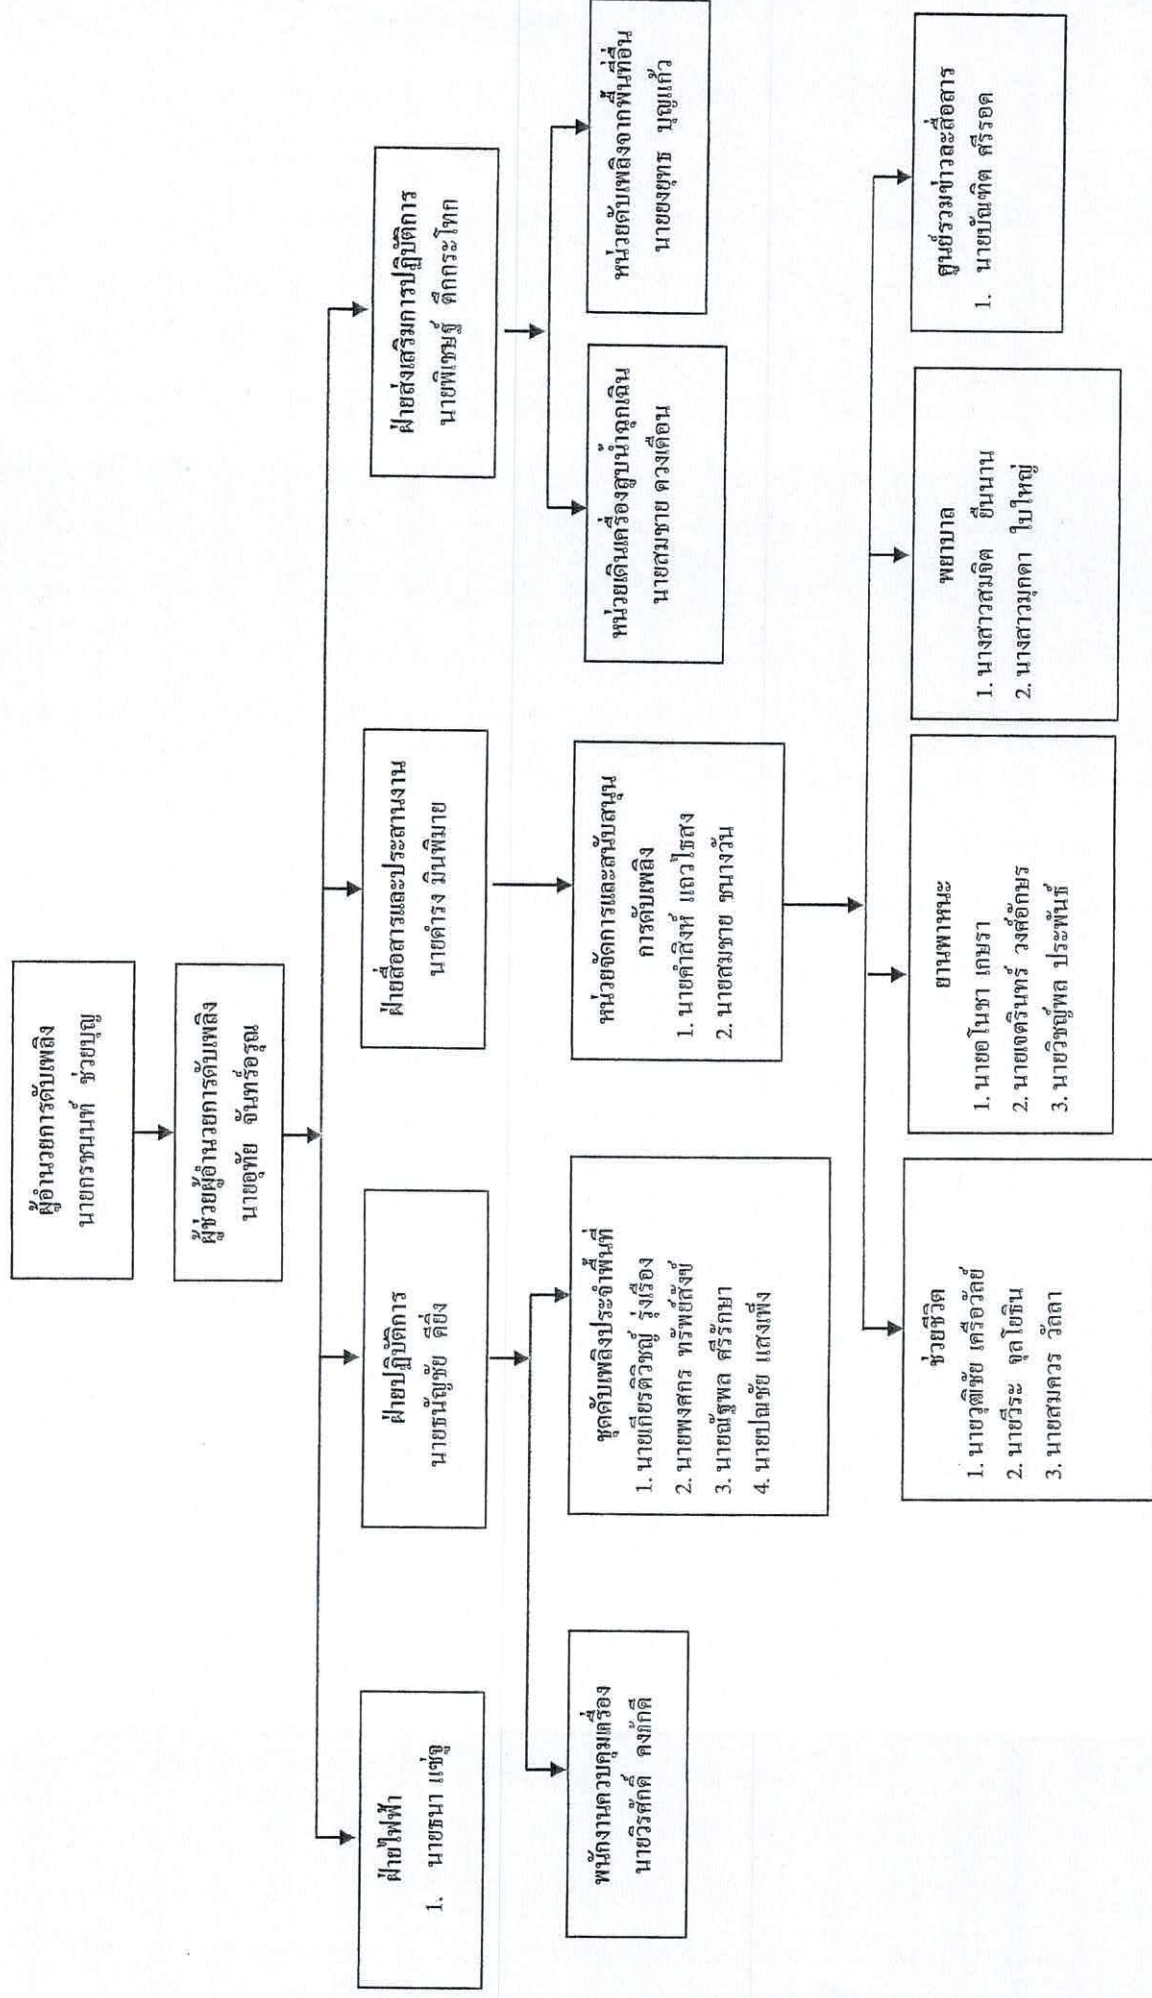 ผู้อำนวยการดับเพลิง
นายกรชนนท์ ช่วยบุญ
ผู้ช่วยผู้อำนวยการดับเพลิง
นายอุทัย จันทร์อรุณ
ฝ่ายไฟฟ้า
1. นายธนา แซ่จู
ฝ่ายปฏิบัติการ
นายธนัญชัย ดียิ่ง
ฝ่ายสื่อสารและประสานงาน
นายดำรง มินพิมาย
ฝ่ายส่งเสริมการปฏิบัติการ
นายพิเชษฐ์ ตึกกระโทก
พนักงานควบคุมเครื่อง
นายวิรศักดิ์ คงภักดี
ชุดดับเพลิงประจำพื้นที่
1. นายเกียรติวิชญ์ รุ่งเรือง
2. นายพงศกร ทรัพย์สังข์
3. นายณัฐพล ศรีรักษา
4. นายปณชัย แสงเพ็ง
หน่วยจัดการและสนับสนุน
การดับเพลิง
1. นายคำสิงห์ แถวไธสง
2. นายสมชาย ชนางวัน
หน่วยเดินเครื่องสูบน้ำฉุกเฉิน
นายสมชาย ดวงเดือน
หน่วยดับเพลิงจากพื้นที่อื่น
นายยงยุทธ บุญแก้ว
ช่วยชีวิต
1. นายวุฒิชัย เครือวัลย์
2. นายวีระ จุลโยธิน
3. นายสมควร วัลลา
ยานพาหนะ
1. นายอโนชา เกษรา
2. นายเจตรินทร์ วงศ์อักษร
3. นายวิชญ์พล ประพันธ์
พยาบาล
1. นางสาวสมจิต ยืนนาน
2. นางสาวมุกดา ใบใหญ่
ศูนย์รวมข่าวละสื่อสาร
1. นายบัณฑิต ศรีรอด